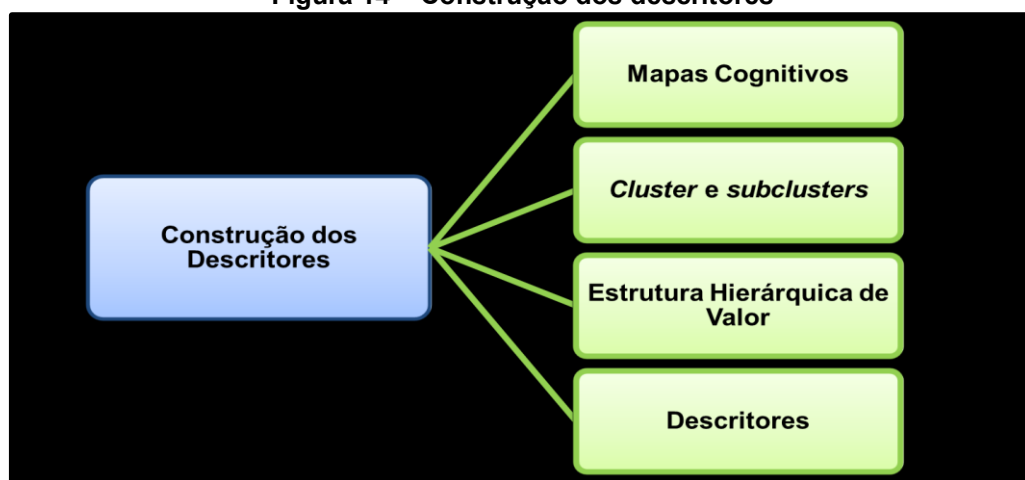 Figura 14 – Construção dos descritores
Mapas Cognitivos
Cluster e subclusters
Construção dos
Descritores
Estrutura Hierárquica de
Valor
Descritores